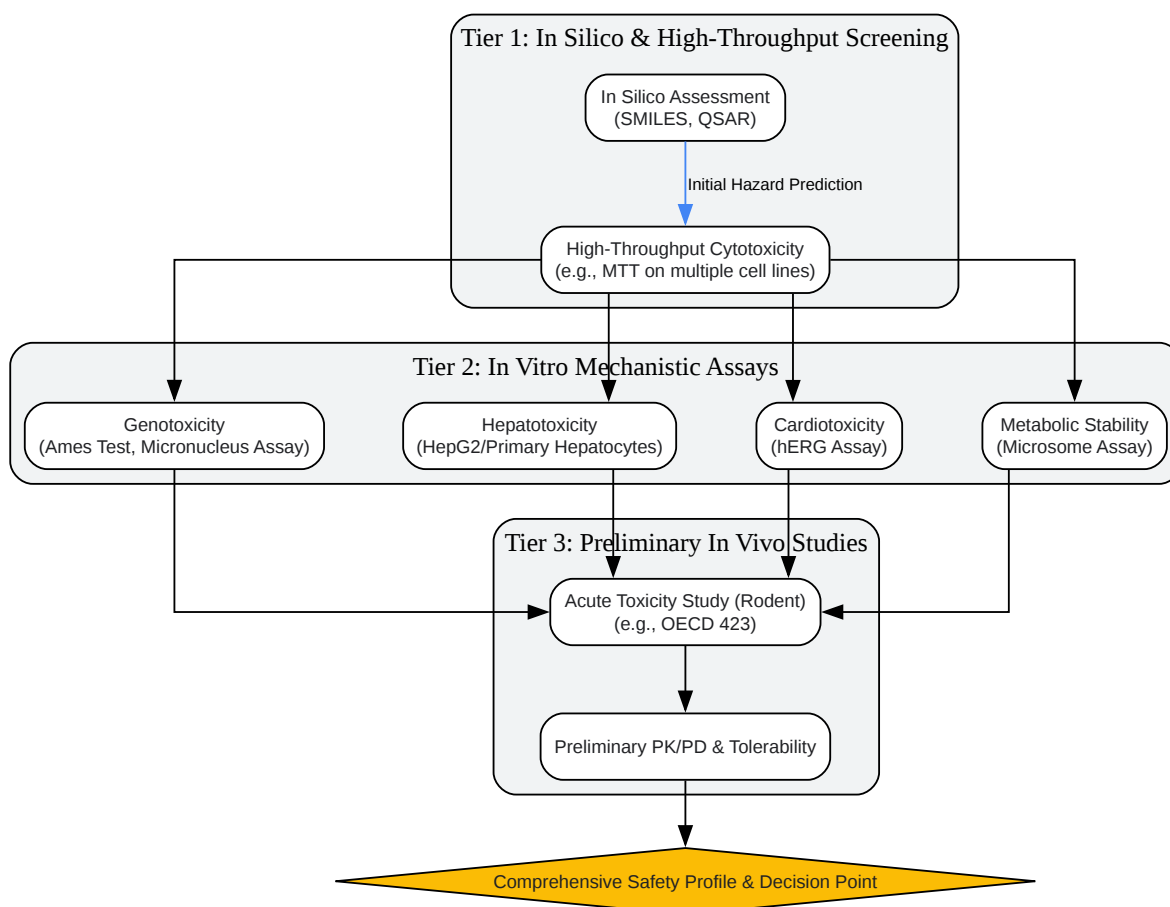 Tier 1: In Silico & High-Throughput Screening
In Silico Assessment
(SMILES, QSAR)
Initial Hazard Prediction
High-Throughput Cytotoxicity
(e.g., MTT on multiple cell lines)
Tier 2: In Vitro Mechanistic Assays
Genotoxicity
(Ames Test, Micronucleus Assay)
Hepatotoxicity
(HepG2/Primary Hepatocytes)
Cardiotoxicity
(hERG Assay)
Metabolic Stability
(Microsome Assay)
Tier 3: Preliminary In Vivo Studies
Acute Toxicity Study (Rodent)
(e.g., OECD 423)
Preliminary PK/PD & Tolerability
Comprehensive Safety Profile & Decision Point